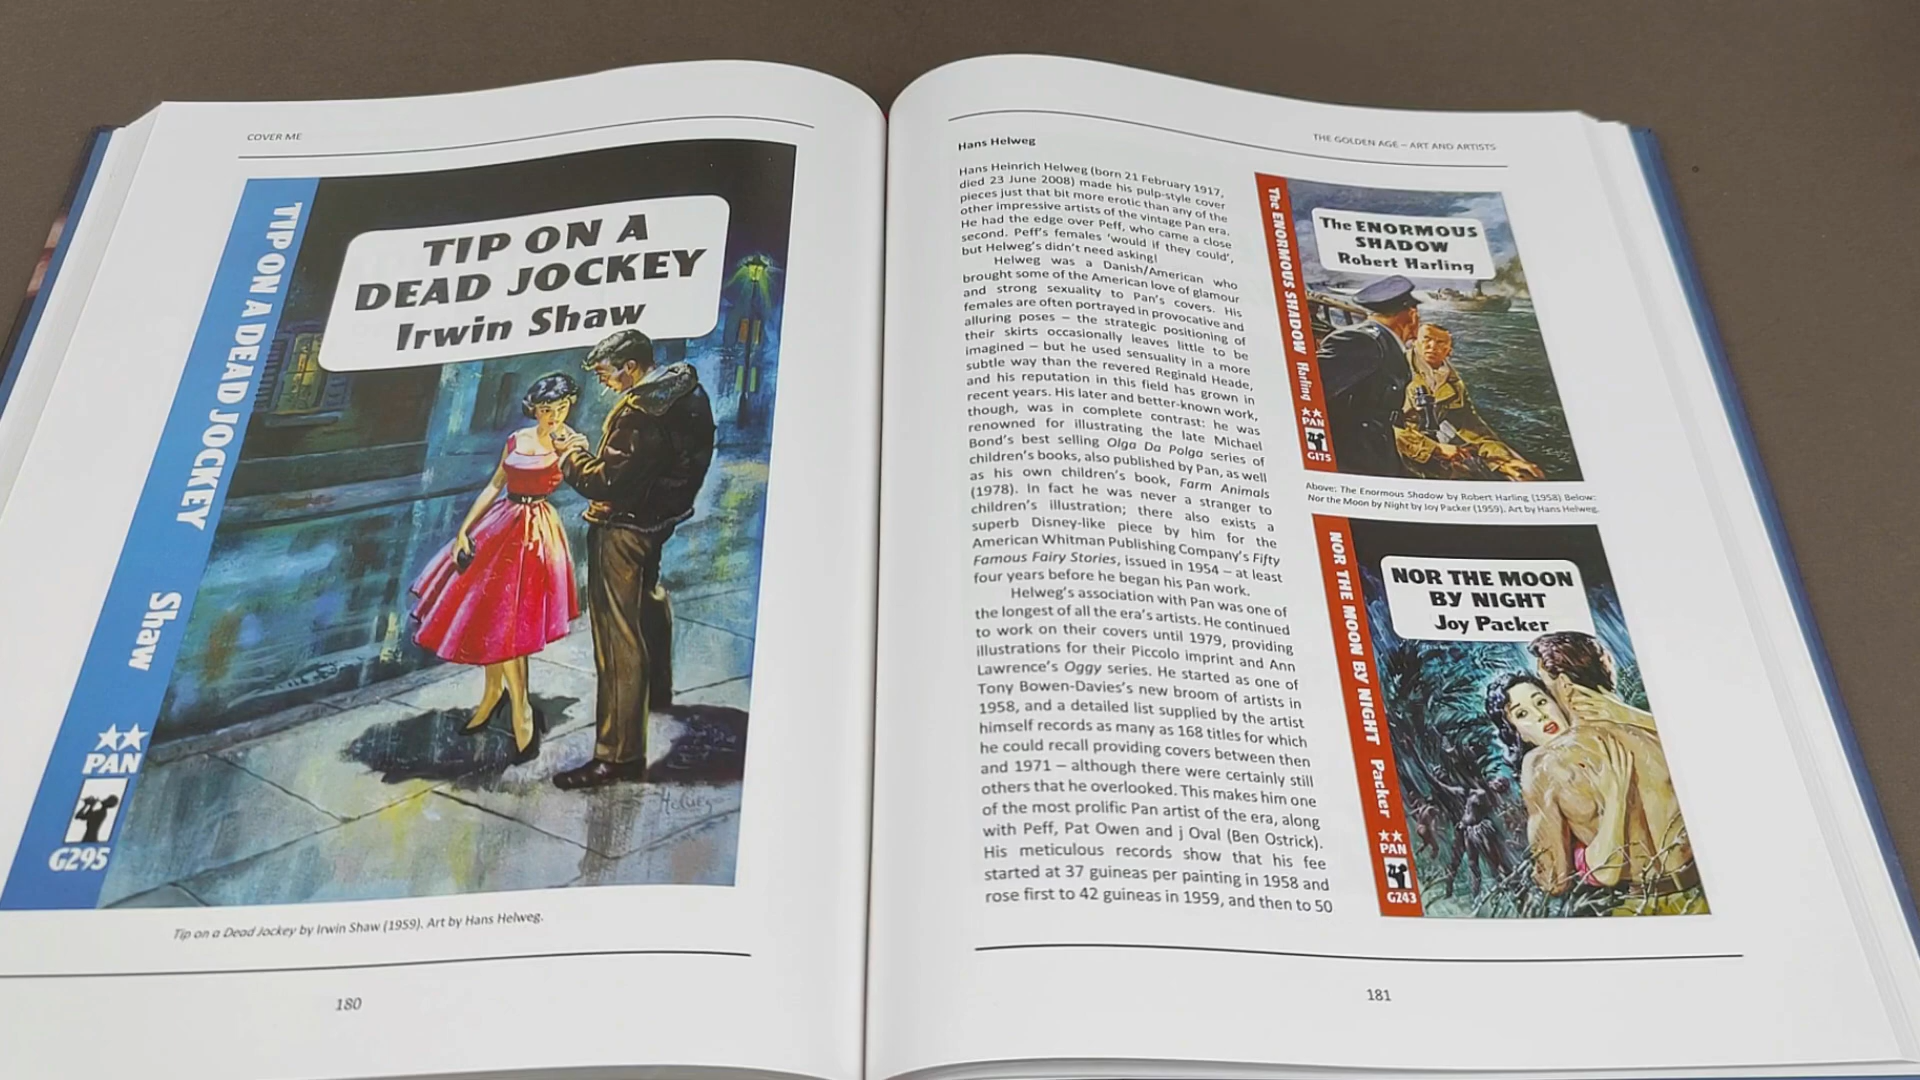 COVER ME
TIP ON A DEAD JOCKEY
Shaw
PAN
G295
TIP ON A
DEAD JOCKEY
Irwin Shaw
Helweg
Tip on a Dead Jockey by Irwin Shaw (1959). Art by Hans Helweg.
180
THE GOLDEN AGE – ART AND ARTISTS
Hans Helweg
Hans Heinrich Helweg (born 21 February 1917,
died 23 June 2008) made his pulp-style cover
pieces just that bit more erotic than any of the
other impressive artists of the vintage Pan era.
He had the edge over Peff, who came a close
second. Peff's females 'would if they could',
but Helweg's didn't need asking!
Helweg was a Danish/American who
brought some of the American love of glamour
and strong sexuality to Pan's covers. His
females are often portrayed in provocative and
alluring poses – the strategic positioning of
their skirts occasionally leaves little to be
imagined – but he used sensuality in a more
subtle way than the revered Reginald Heade,
and his reputation in this field has grown in
recent years. His later and better-known work,
though, was in complete contrast: he was
renowned for illustrating the late Michael
Bond's best selling Olga Da Polga series of
children's books, also published by Pan, as well
as his own children's book, Farm Animals
(1978). In fact he was never a stranger to
children's illustration; there also exists a
superb Disney-like piece by him for the
American Whitman Publishing Company's Fifty
Famous Fairy Stories, issued in 1954 – at least
four years before he began his Pan work.
Helweg's association with Pan was one of
the longest of all the era's artists. He continued
to work on their covers until 1979, providing
illustrations for their Piccolo imprint and Ann
Lawrence's Oggy series. He started as one of
Tony Bowen-Davies's new broom of artists in
1958, and a detailed list supplied by the artist
himself records as many as 168 titles for which
he could recall providing covers between then
and 1971 – although there were certainly still
others that he overlooked. This makes him one
of the most prolific Pan artist of the era, along
with Peff, Pat Owen and j Oval (Ben Ostrick).
His meticulous records show that his fee
started at 37 guineas per painting in 1958 and
rose first to 42 guineas in 1959, and then to 50
The ENORMOUS SHADOW Harling
PAN
G175
The ENORMOUS
SHADOW
Robert Harling
Above: The Enormous Shadow by Robert Harling (1958) Below:
Nor the Moon by Night by Joy Packer (1959). Art by Hans Helweg.
NOR THE MOON BY NIGHT Packer
PAN
G243
NOR THE MOON
BY NIGHT
Joy Packer
181